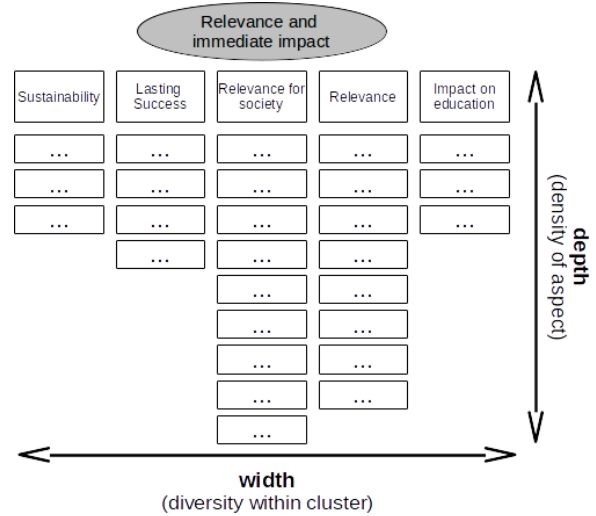 Relevance and
immediate impact
Sustainability
Lasting
Success
Relevance for
society
Relevance
Impact on
education
... ... ... ... ...
... ... ... ... ...
... ... ... ... ...
... ... ...
... ...
... ...
... ...
... ...
...
depth
(density of aspect)
width
(diversity within cluster)